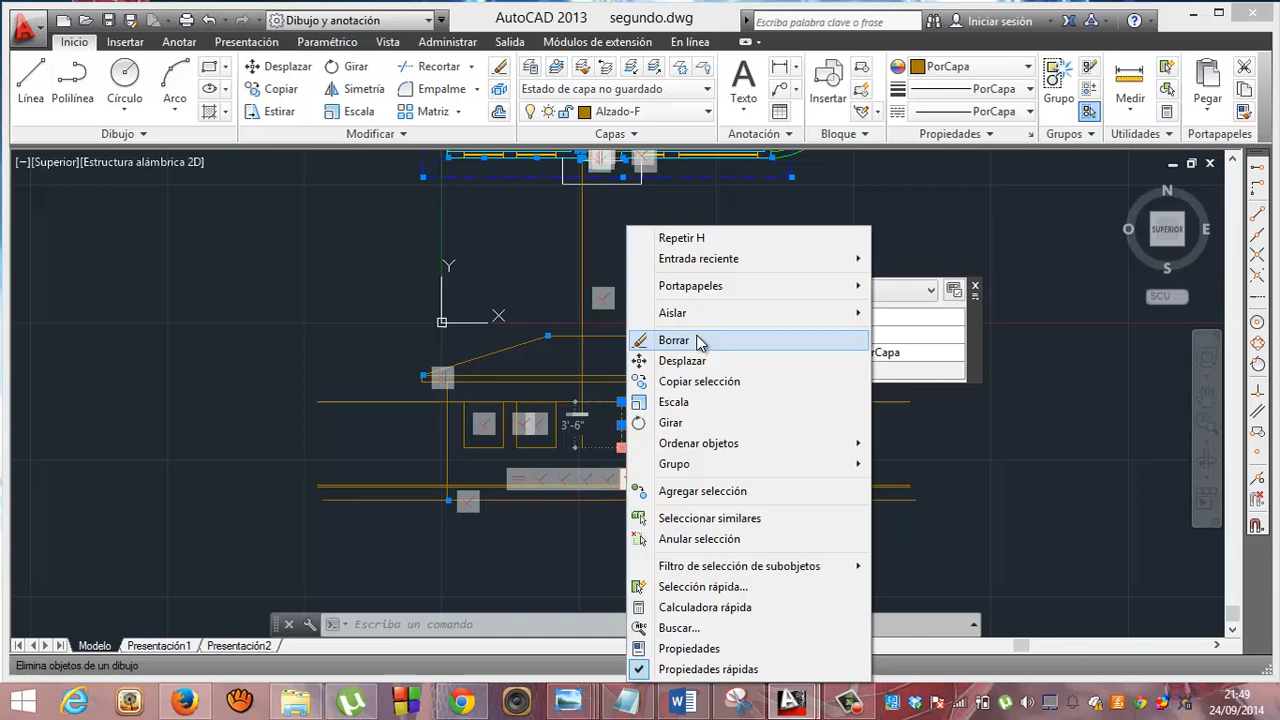 Dibujo y anotación
AutoCAD 2013
segundo.dwg
Escriba palabra clave o frase
Iniciar sesión
Inicio
Insertar
Anotar
Presentación
Paramétrico
Vista
Administrar
Salida
Módulos de extensión
En línea
Línea
Polilínea
Círculo
Arco
Dibujo
Desplazar
Girar
Recortar
Copiar
Simetría
Empalme
Estirar
Escala
Matriz
Modificar
Estado de capa no guardado
Alzado-F
Capas
Texto
Anotación
Insertar
Bloque
PorCapa
PorCapa
PorCapa
Propiedades
Grupo
Grupos
Medir
Utilidades
Pegar
Portapapeles
[−][Superior][Estructura alámbrica 2D]
N
O
SUPERIOR
E
S
SCU
Y
X
3'-6"
Repetir H
Entrada reciente
Portapapeles
Aislar
Borrar
Desplazar
Copiar selección
Escala
Girar
Ordenar objetos
Grupo
Agregar selección
Seleccionar similares
Anular selección
Filtro de selección de subobjetos
Selección rápida...
Calculadora rápida
Buscar...
Propiedades
Propiedades rápidas
rCapa
Escriba un comando
Modelo
Presentación1
Presentación2
Elimina objetos de un dibujo
21:49
24/09/2014